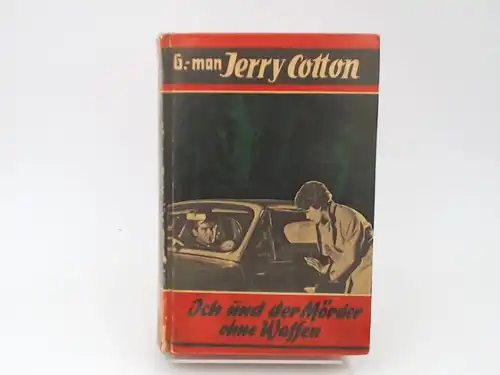 G.-man Jerry Cotton
Ich und der Mörder
ohne Waffen